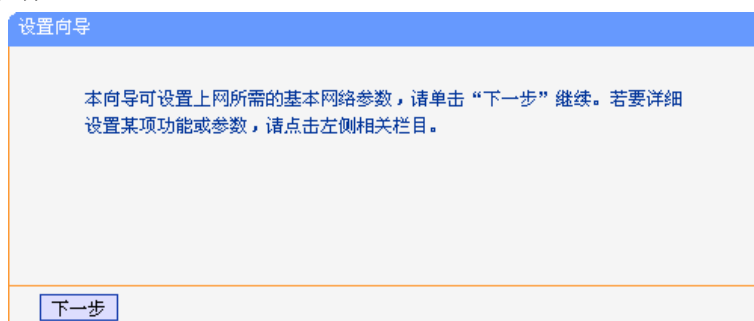 设置向导
本向导可设置上网所需的基本网络参数，请单击“下一步”继续。若要详细
设置某项功能或参数，请点击左侧相关栏目。
下一步